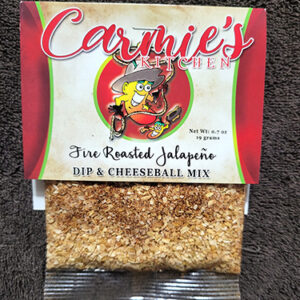 Carmie's
KITCHEN
Net Wt: 0.7 oz
19 grams
Fire Roasted Jalapeño
DIP & CHEESEBALL MIX